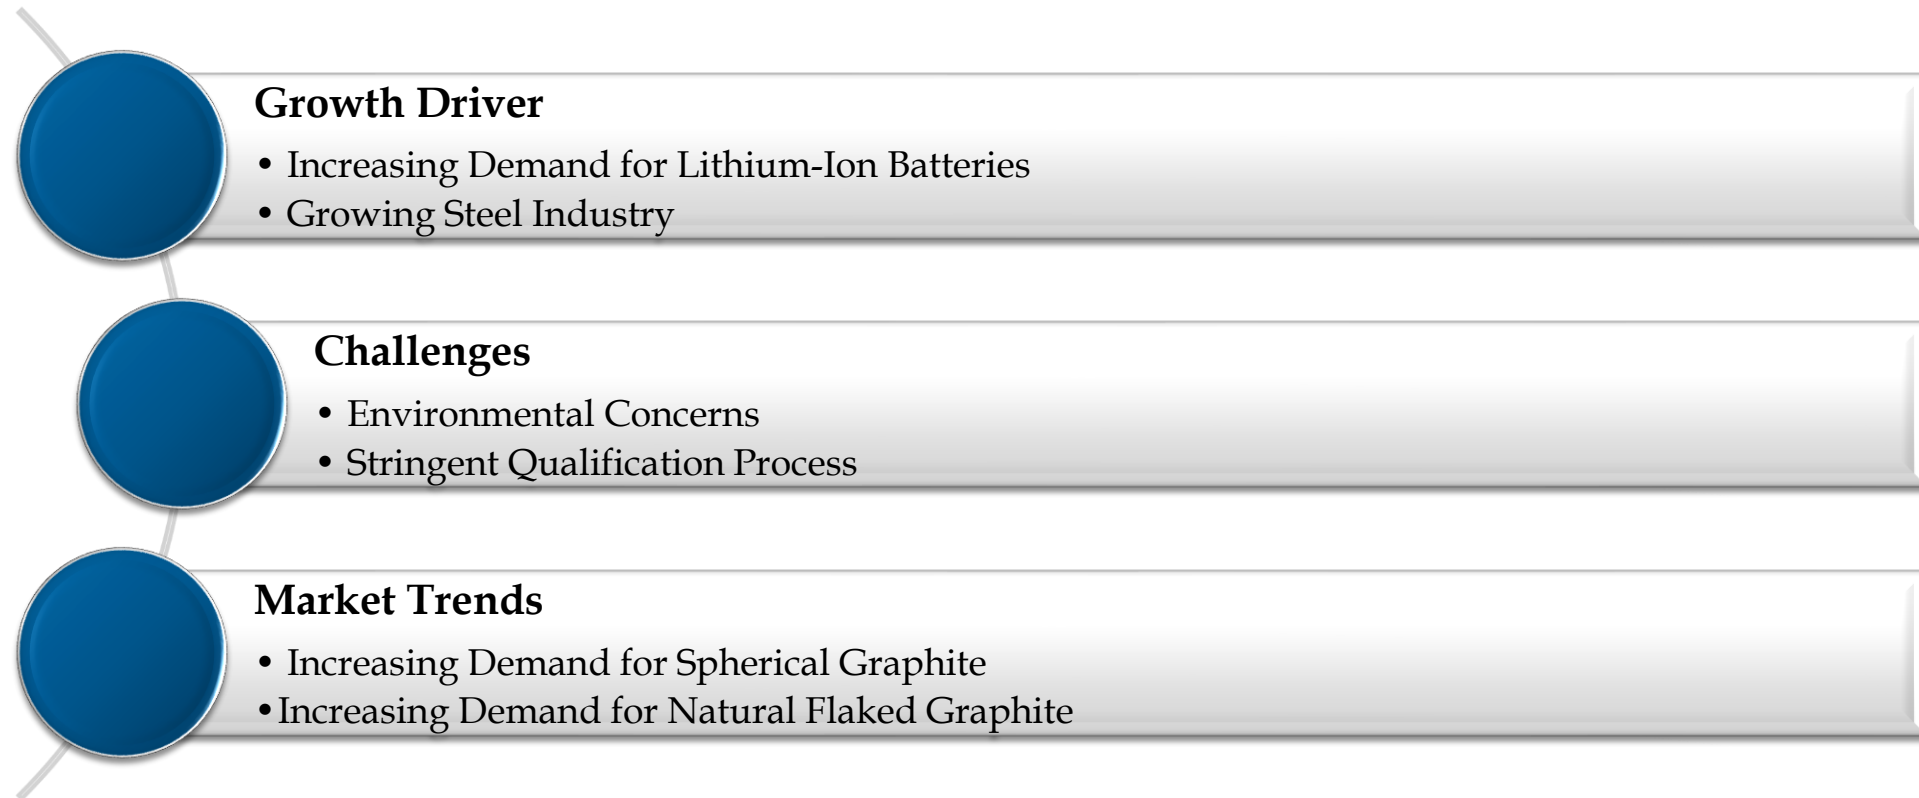 Growth Driver
• Increasing Demand for Lithium-Ion Batteries
• Growing Steel Industry
Challenges
• Environmental Concerns
• Stringent Qualification Process
Market Trends
• Increasing Demand for Spherical Graphite
•Increasing Demand for Natural Flaked Graphite